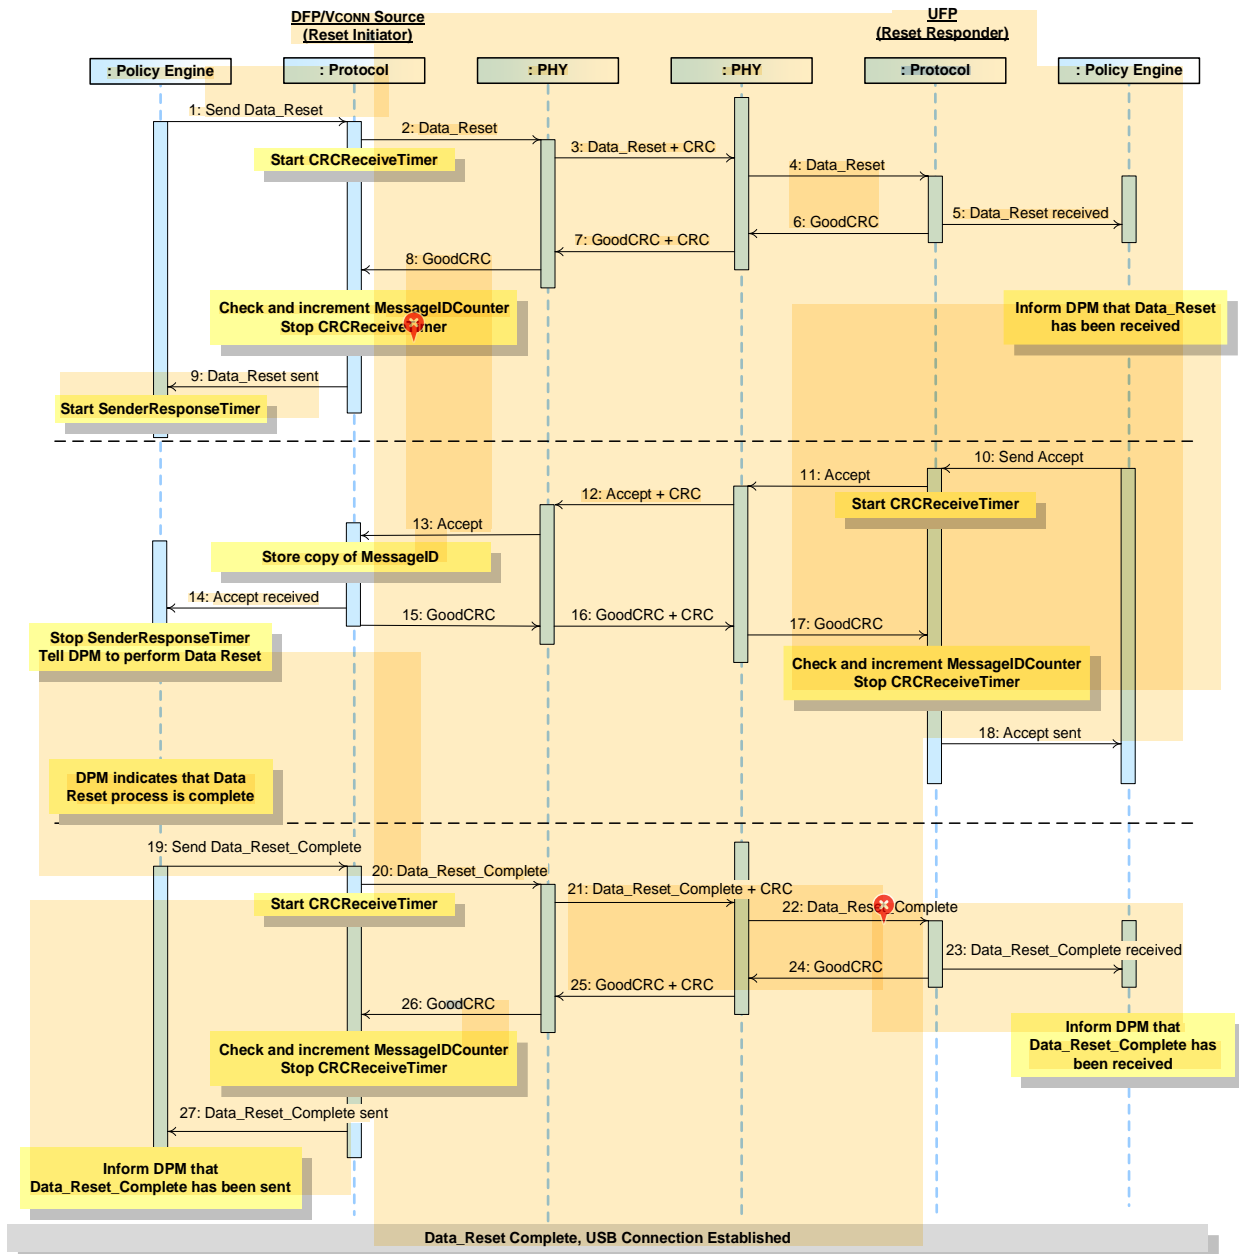 DFP/VCONN Source
(Reset Initiator)
UFP
(Reset Responder)
: Policy Engine
: Protocol
: PHY
: PHY
: Protocol
: Policy Engine
1: Send Data_Reset
2: Data_Reset
Start CRCReceiveTimer
3: Data_Reset + CRC
4: Data_Reset
5: Data_Reset received
6: GoodCRC
7: GoodCRC + CRC
8: GoodCRC
Check and increment MessageIDCounter
Stop CRCReceiveTimer
Inform DPM that Data_Reset
has been received
9: Data_Reset sent
Start SenderResponseTimer
10: Send Accept
11: Accept
Start CRCReceiveTimer
12: Accept + CRC
13: Accept
Store copy of MessageID
14: Accept received
15: GoodCRC
16: GoodCRC + CRC
17: GoodCRC
Stop SenderResponseTimer
Tell DPM to perform Data Reset
Check and increment MessageIDCounter
Stop CRCReceiveTimer
18: Accept sent
DPM indicates that Data
Reset process is complete
19: Send Data_Reset_Complete
20: Data_Reset_Complete
Start CRCReceiveTimer
21: Data_Reset_Complete + CRC
22: Data_Reset_Complete
23: Data_Reset_Complete received
24: GoodCRC
25: GoodCRC + CRC
26: GoodCRC
Check and increment MessageIDCounter
Stop CRCReceiveTimer
Inform DPM that
Data_Reset_Complete has
been received
27: Data_Reset_Complete sent
Inform DPM that
Data_Reset_Complete has been sent
Data_Reset Complete, USB Connection Established